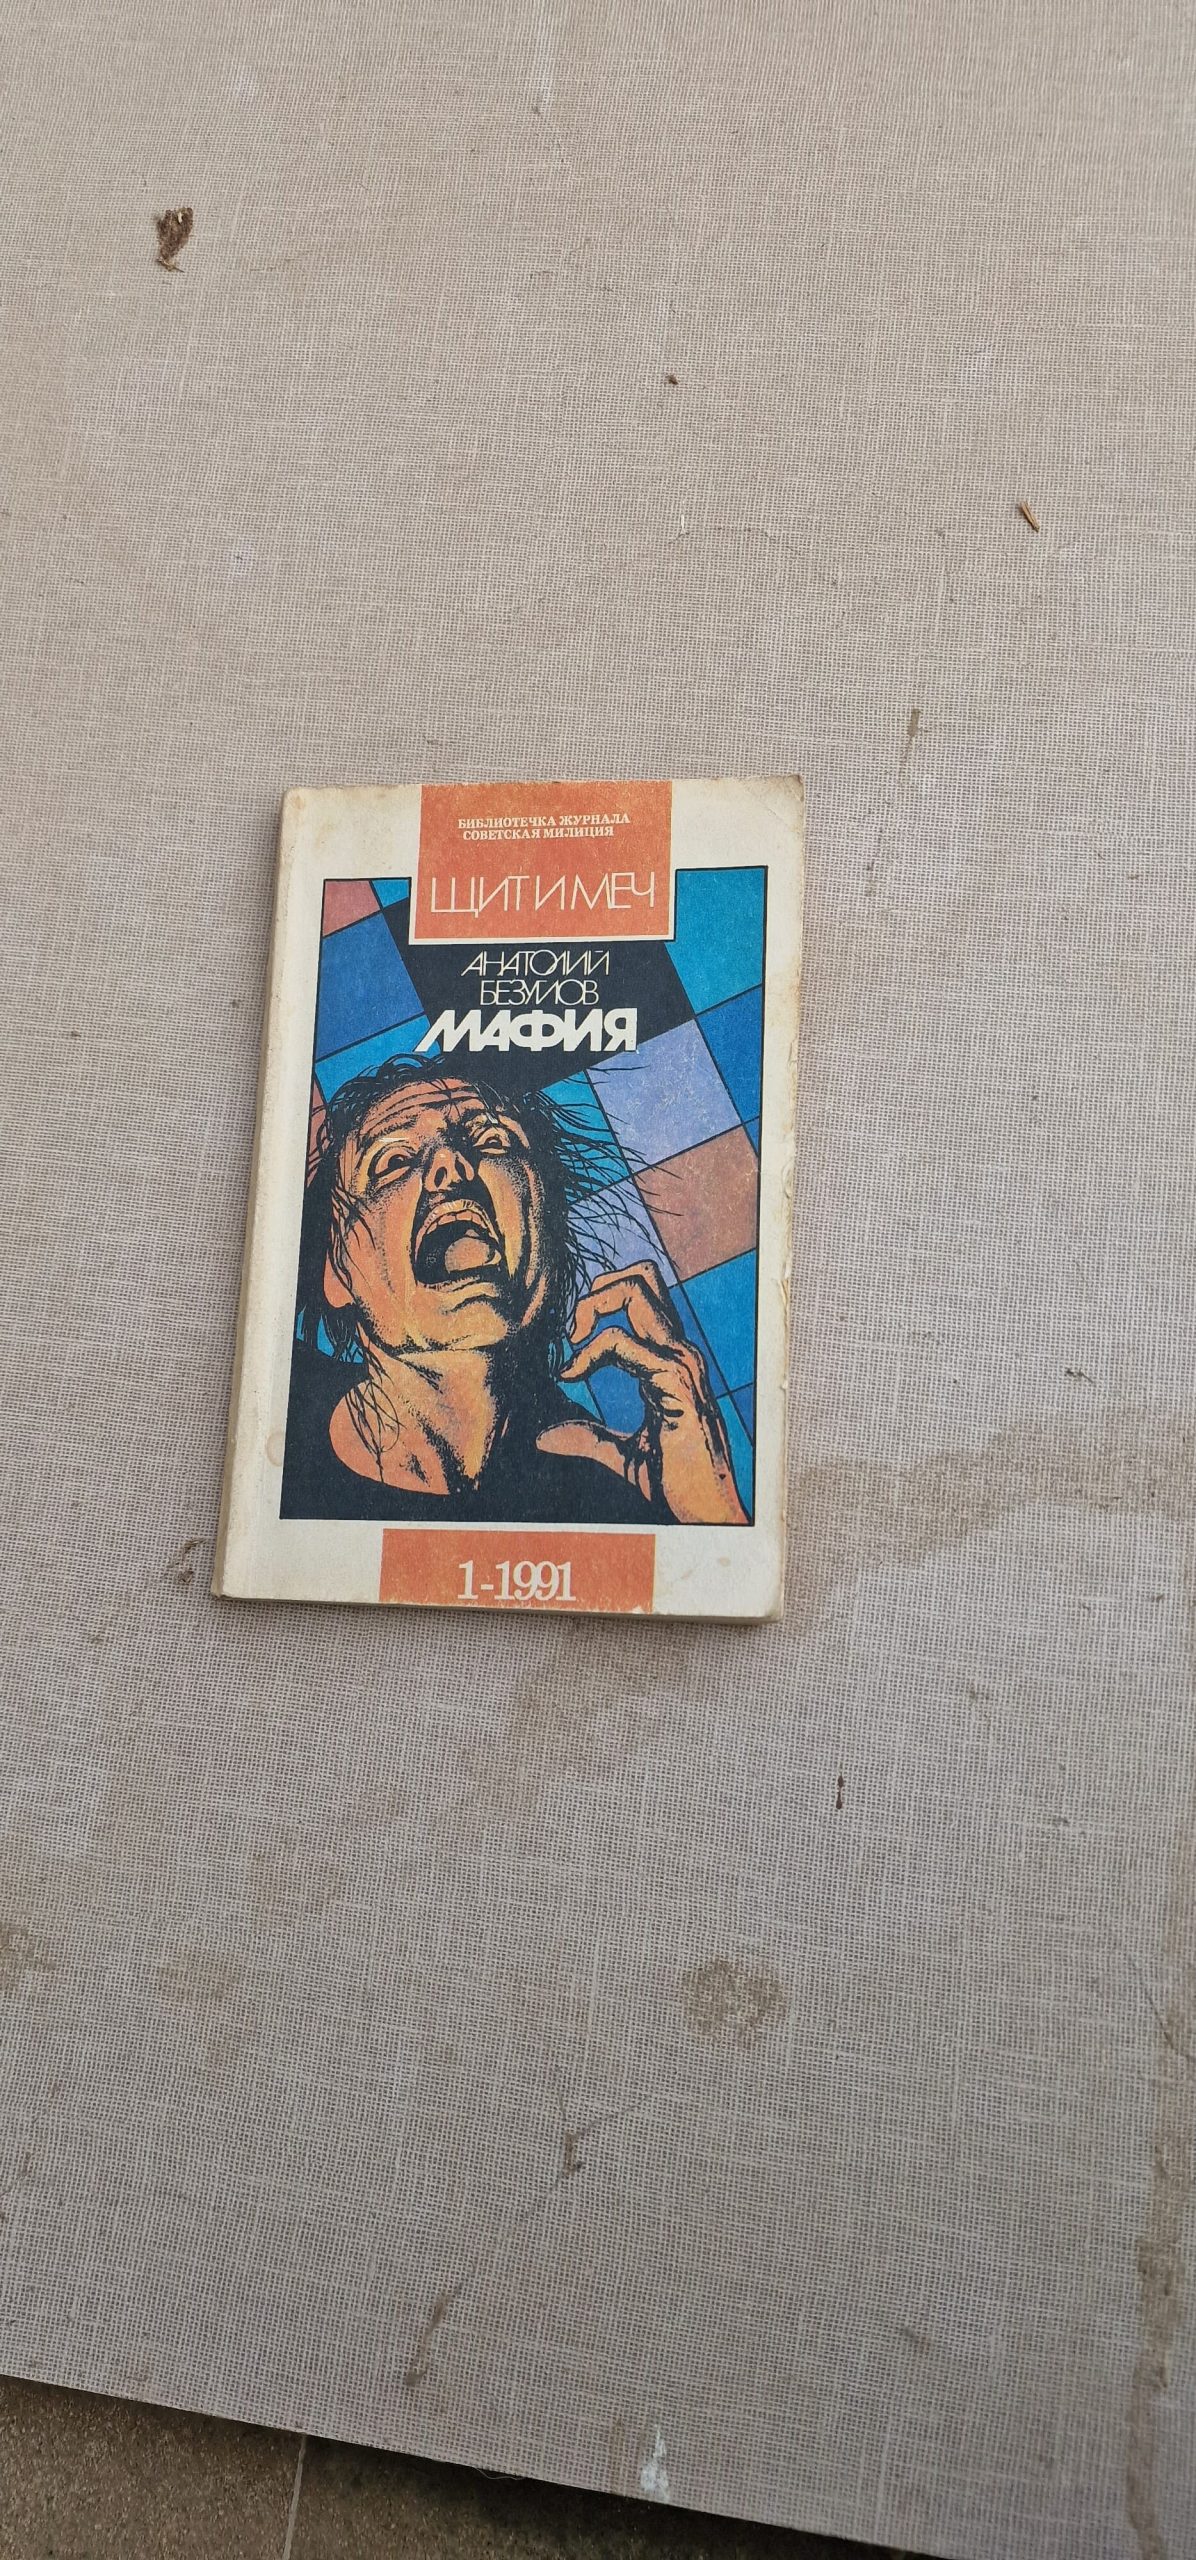 БИБЛИОТЕЧКА ЖУРНАЛА
СОВЕТСКАЯ МИЛИЦИЯ
ЩИТ И МЕЧ
АНАТОЛИЙ
БЕЗУГЛОВ
МАФИЯ
1-1991